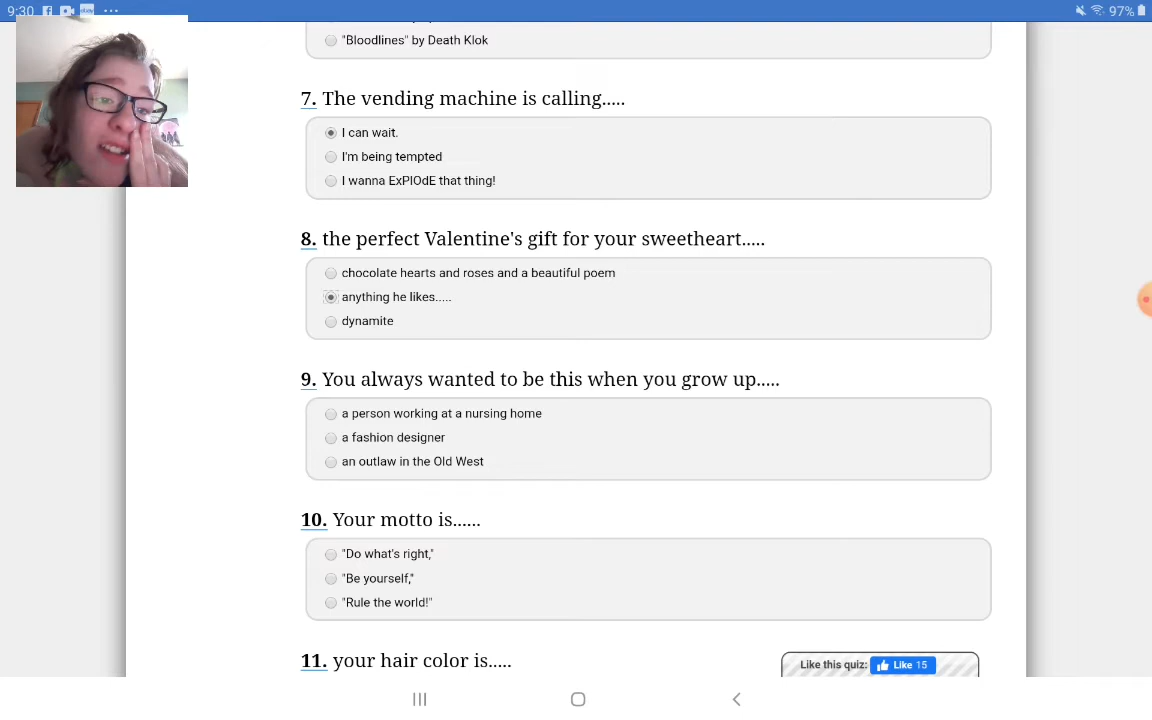 9:30
97%
"Bloodlines" by Death Klok
7. The vending machine is calling.....
I can wait.
I'm being tempted
I wanna ExPlOdE that thing!
8. the perfect Valentine's gift for your sweetheart.....
chocolate hearts and roses and a beautiful poem
anything he likes.....
dynamite
9. You always wanted to be this when you grow up.....
a person working at a nursing home
a fashion designer
an outlaw in the Old West
10. Your motto is......
"Do what's right,"
"Be yourself,"
"Rule the world!"
11. your hair color is.....
Like this quiz: Like 15